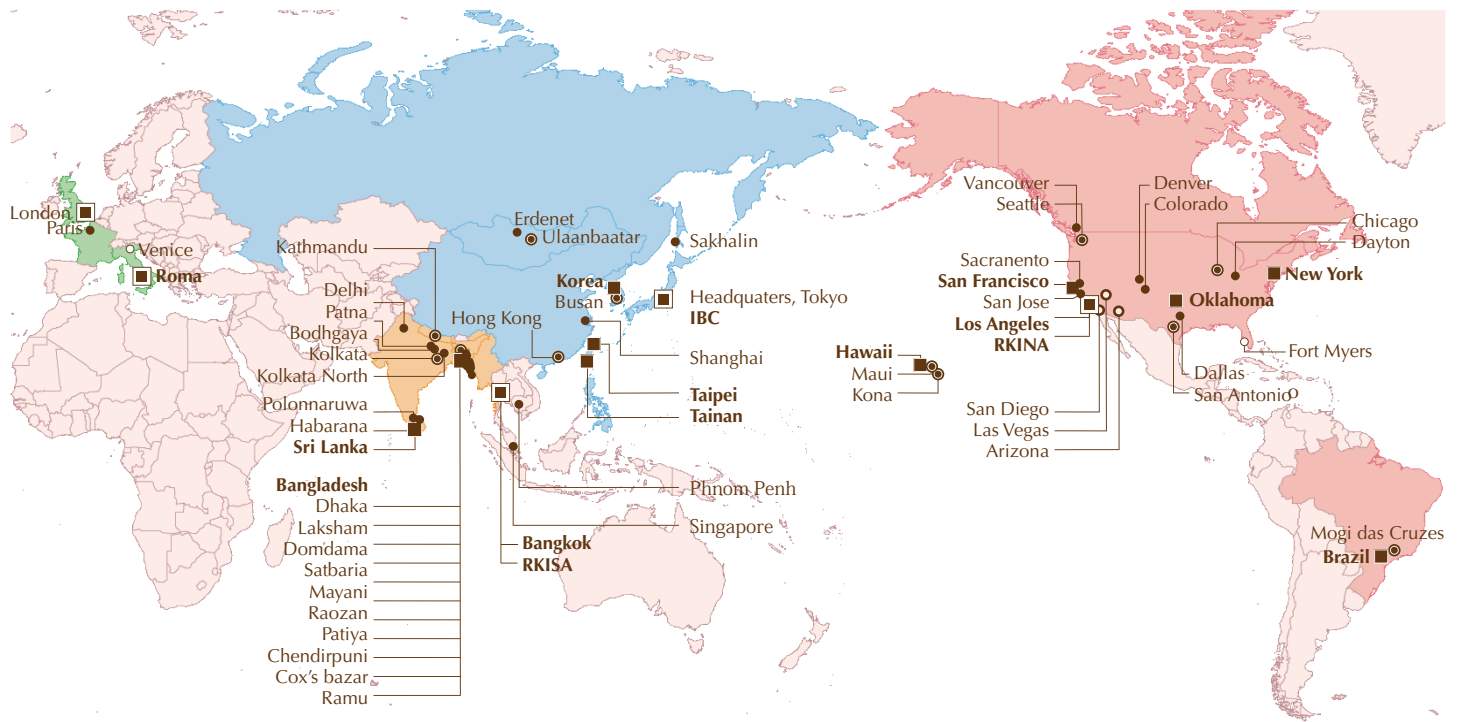 London
Paris
Venice
Roma
Kathmandu
Delhi
Patna
Bodhgaya
Kolkata
Kolkata North
Polonnaruwa
Habarana
Sri Lanka
Bangladesh
Dhaka
Laksham
Domdama
Satbaria
Mayani
Raozan
Patiya
Chendirpuni
Cox's bazar
Ramu
Erdenet
Ulaanbaatar
Sakhalin
Korea
Busan
Hong Kong
Headquaters, Tokyo
IBC
Shanghai
Taipei
Tainan
Phnom Penh
Singapore
Bangkok
RKISA
Hawaii
Maui
Kona
Vancouver
Seattle
Sacranento
San Francisco
San Jose
Los Angeles
RKINA
San Diego
Las Vegas
Arizona
Denver
Colorado
Chicago
Dayton
New York
Oklahoma
Fort Myers
Dallas
San Antonio
Mogi das Cruzes
Brazil